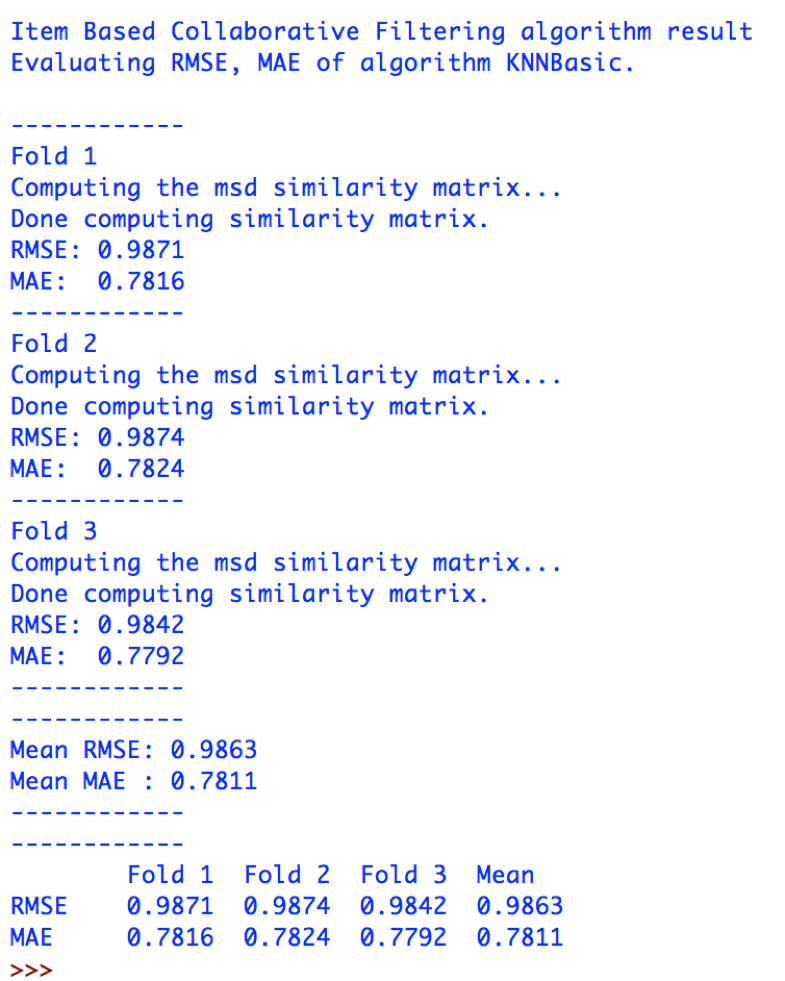 Item Based Collaborative Filtering algorithm result
Evaluating RMSE, MAE of algorithm KNNBasic.
------------
Fold 1
Computing the msd similarity matrix...
Done computing similarity matrix.
RMSE: 0.9871
MAE:  0.7816
------------
Fold 2
Computing the msd similarity matrix...
Done computing similarity matrix.
RMSE: 0.9874
MAE:  0.7824
------------
Fold 3
Computing the msd similarity matrix...
Done computing similarity matrix.
RMSE: 0.9842
MAE:  0.7792
------------
------------
Mean RMSE: 0.9863
Mean MAE : 0.7811
------------
------------
        Fold 1  Fold 2  Fold 3  Mean
RMSE    0.9871  0.9874  0.9842  0.9863
MAE     0.7816  0.7824  0.7792  0.7811
>>>